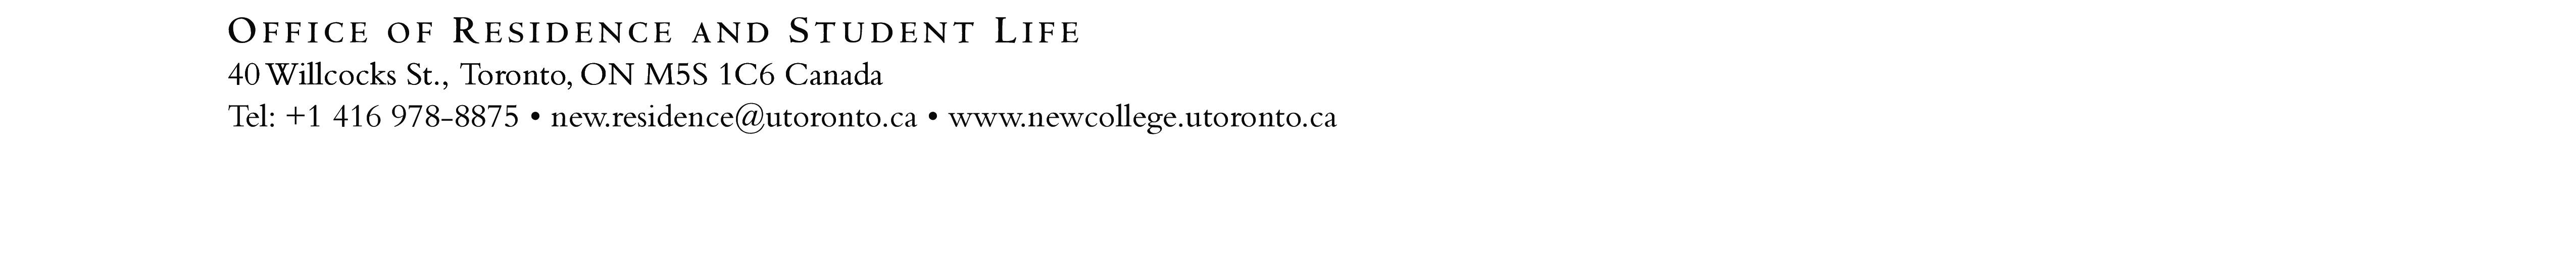 Office of Residence and Student Life
40 Willcocks St., Toronto, ON M5S 1C6 Canada
Tel: +1 416 978-8875 • new.residence@utoronto.ca • www.newcollege.utoronto.ca